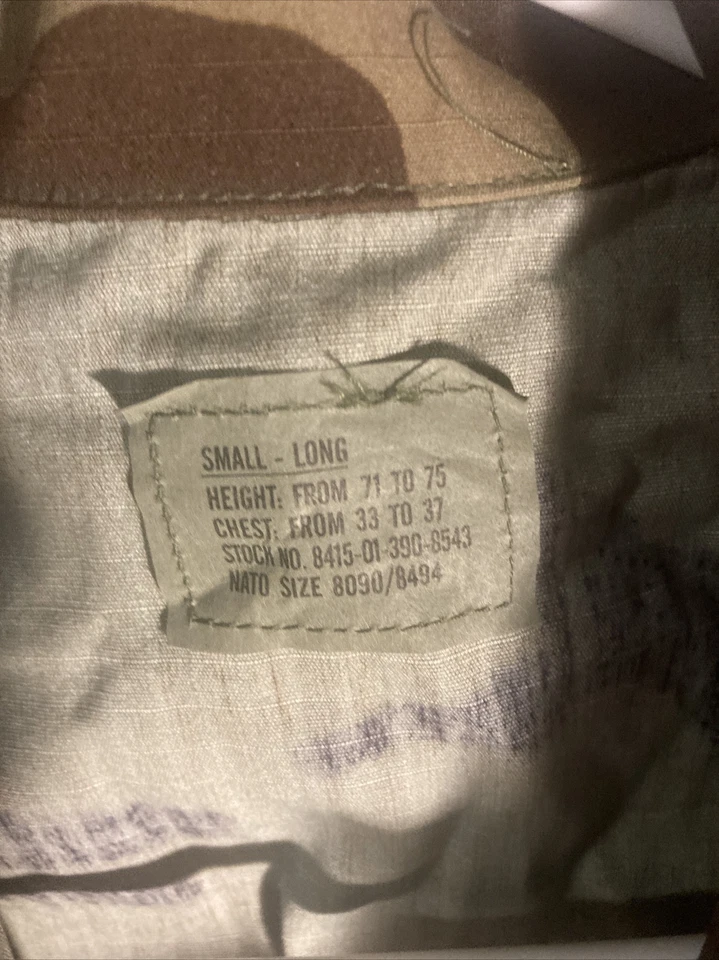 SMALL - LONG
HEIGHT: FROM 71 TO 75
CHEST: FROM 33 TO 37
STOCK NO. 8415-01-390-8543
NATO SIZE 8090/8494